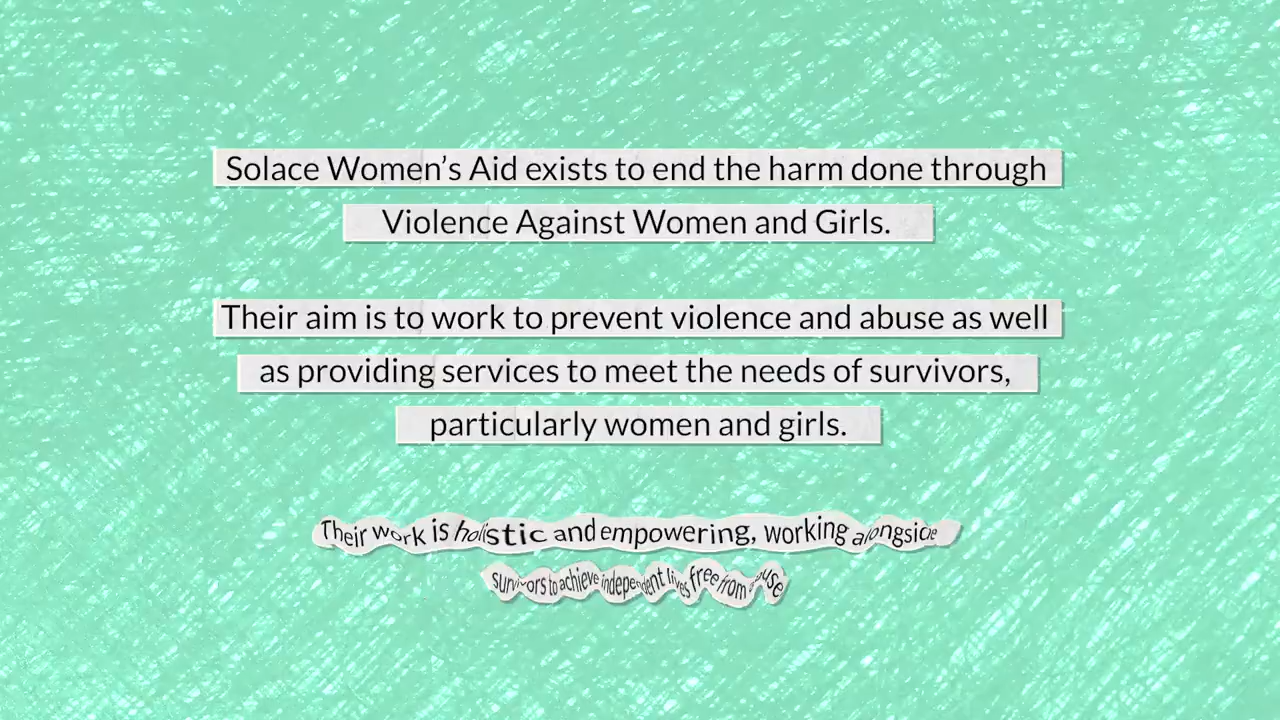 Solace Women’s Aid exists to end the harm done through
Violence Against Women and Girls.
Their aim is to work to prevent violence and abuse as well
as providing services to meet the needs of survivors,
particularly women and girls.
Their work is holistic and empowering, working alongside
survivors to achieve independent lives free from abuse